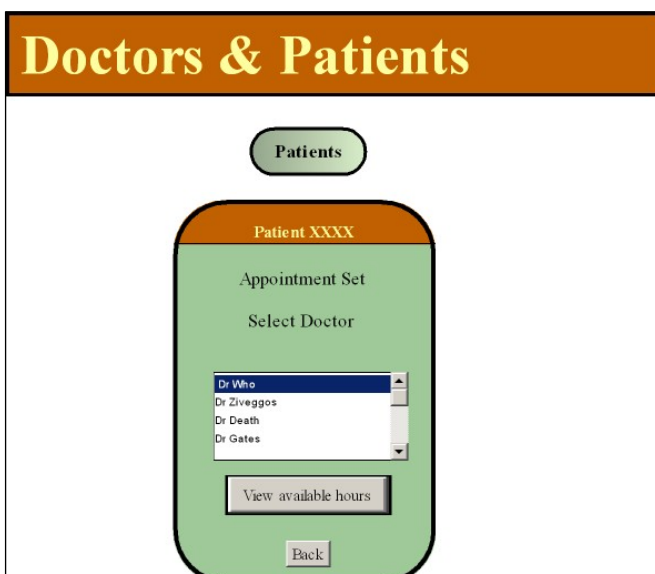 Doctors & Patients
Patients
Patient XXXX
Appointment Set
Select Doctor
Dr Who
Dr Ziveggos
Dr Death
Dr Gates
View available hours
Back